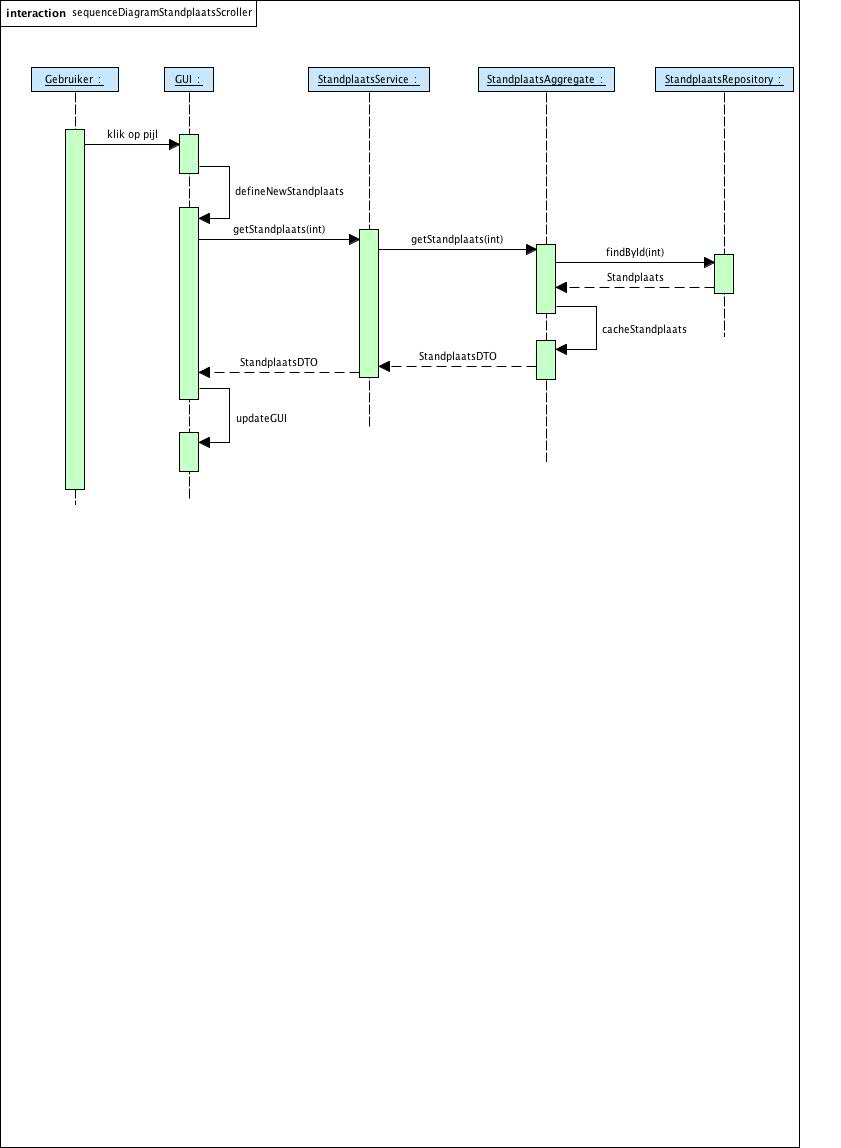 interaction sequenceDiagramStandplaatsScroller
Gebruiker :
GUI :
StandplaatsService :
StandplaatsAggregate :
StandplaatsRepository :
klik op pijl
defineNewStandplaats
getStandplaats(int)
getStandplaats(int)
findById(int)
Standplaats
cacheStandplaats
StandplaatsDTO
StandplaatsDTO
updateGUI